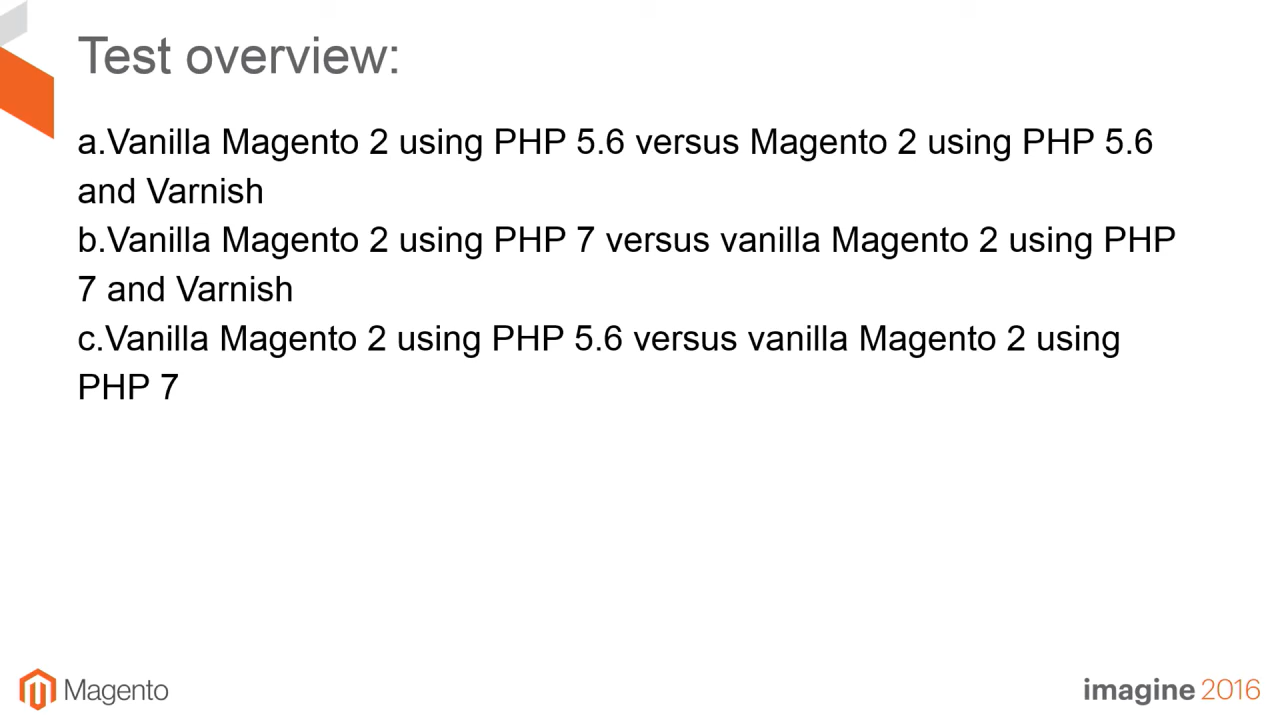 Test overview:
a.Vanilla Magento 2 using PHP 5.6 versus Magento 2 using PHP 5.6
and Varnish
b.Vanilla Magento 2 using PHP 7 versus vanilla Magento 2 using PHP
7 and Varnish
c.Vanilla Magento 2 using PHP 5.6 versus vanilla Magento 2 using
PHP 7
Magento
imagine 2016